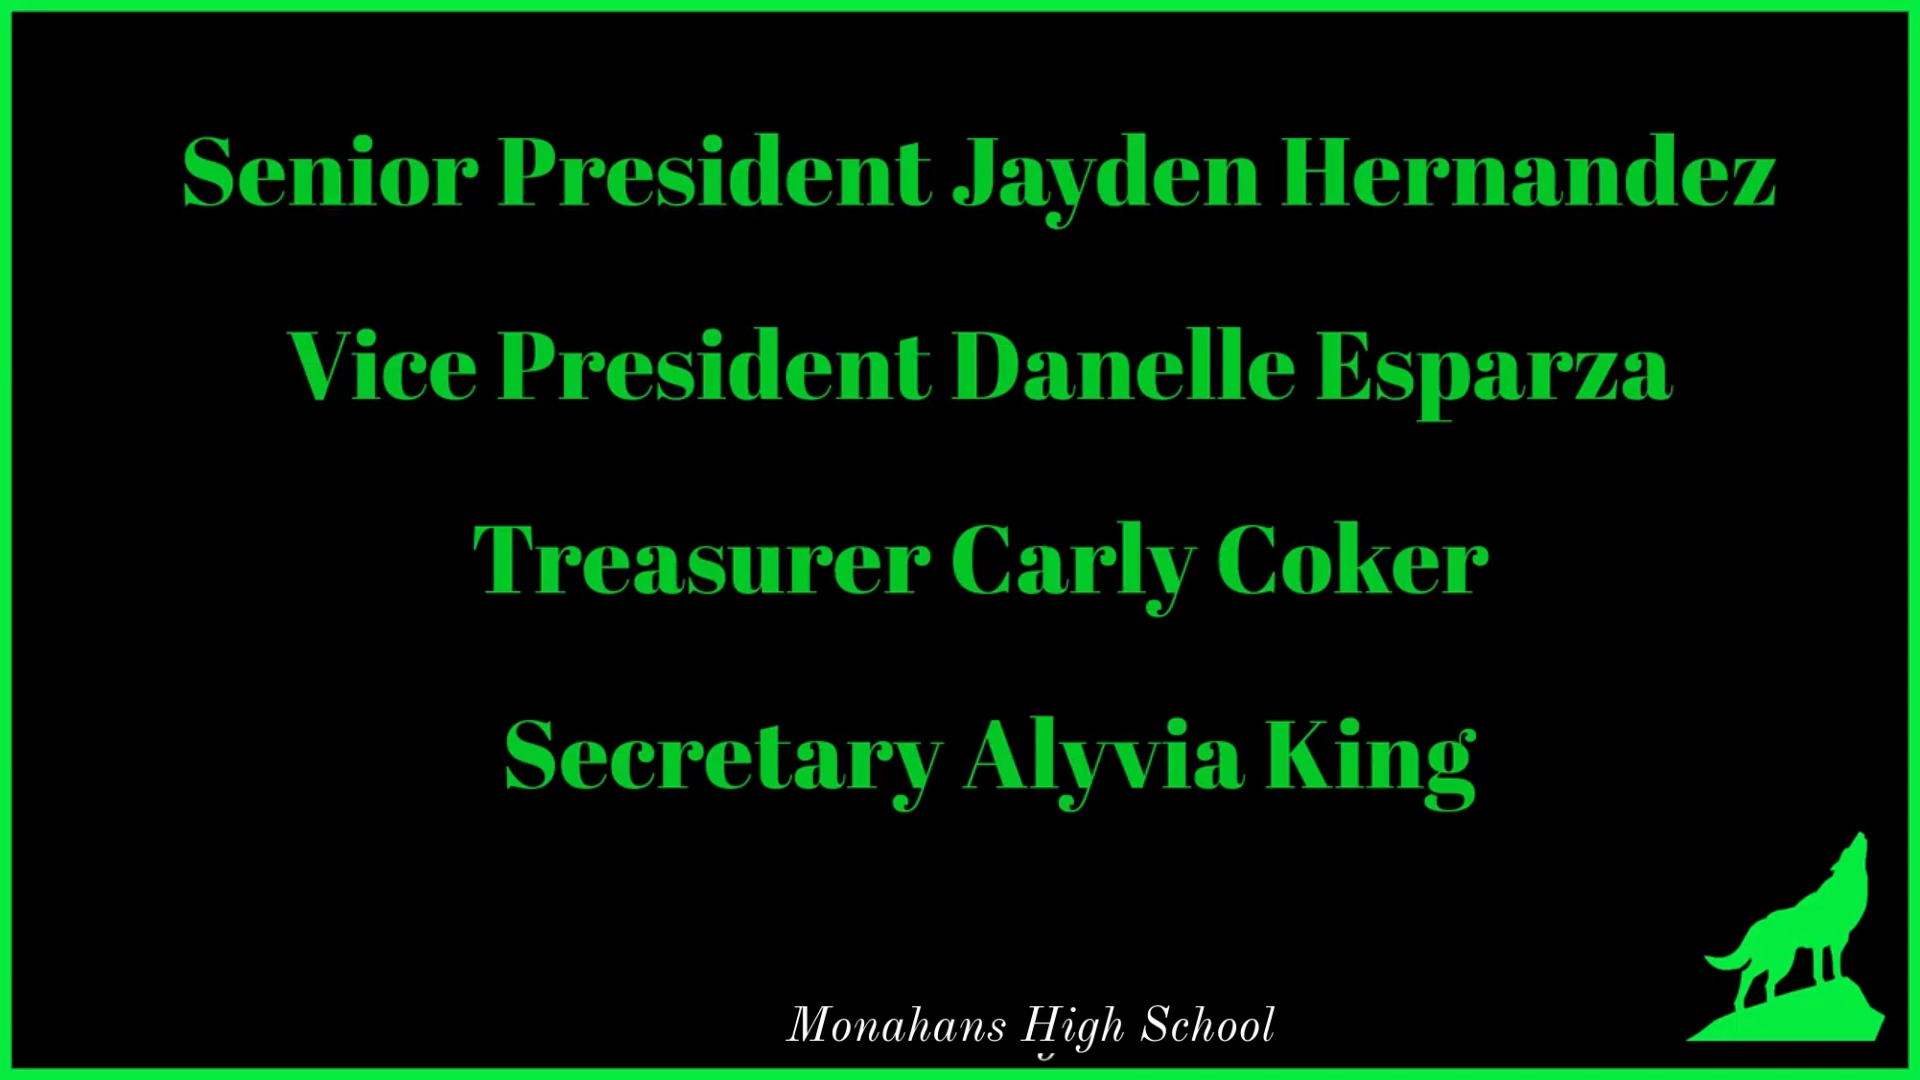 Senior President Jayden Hernandez
Vice President Danelle Esparza
Treasurer Carly Coker
Secretary Alyvia King
Monahans High School